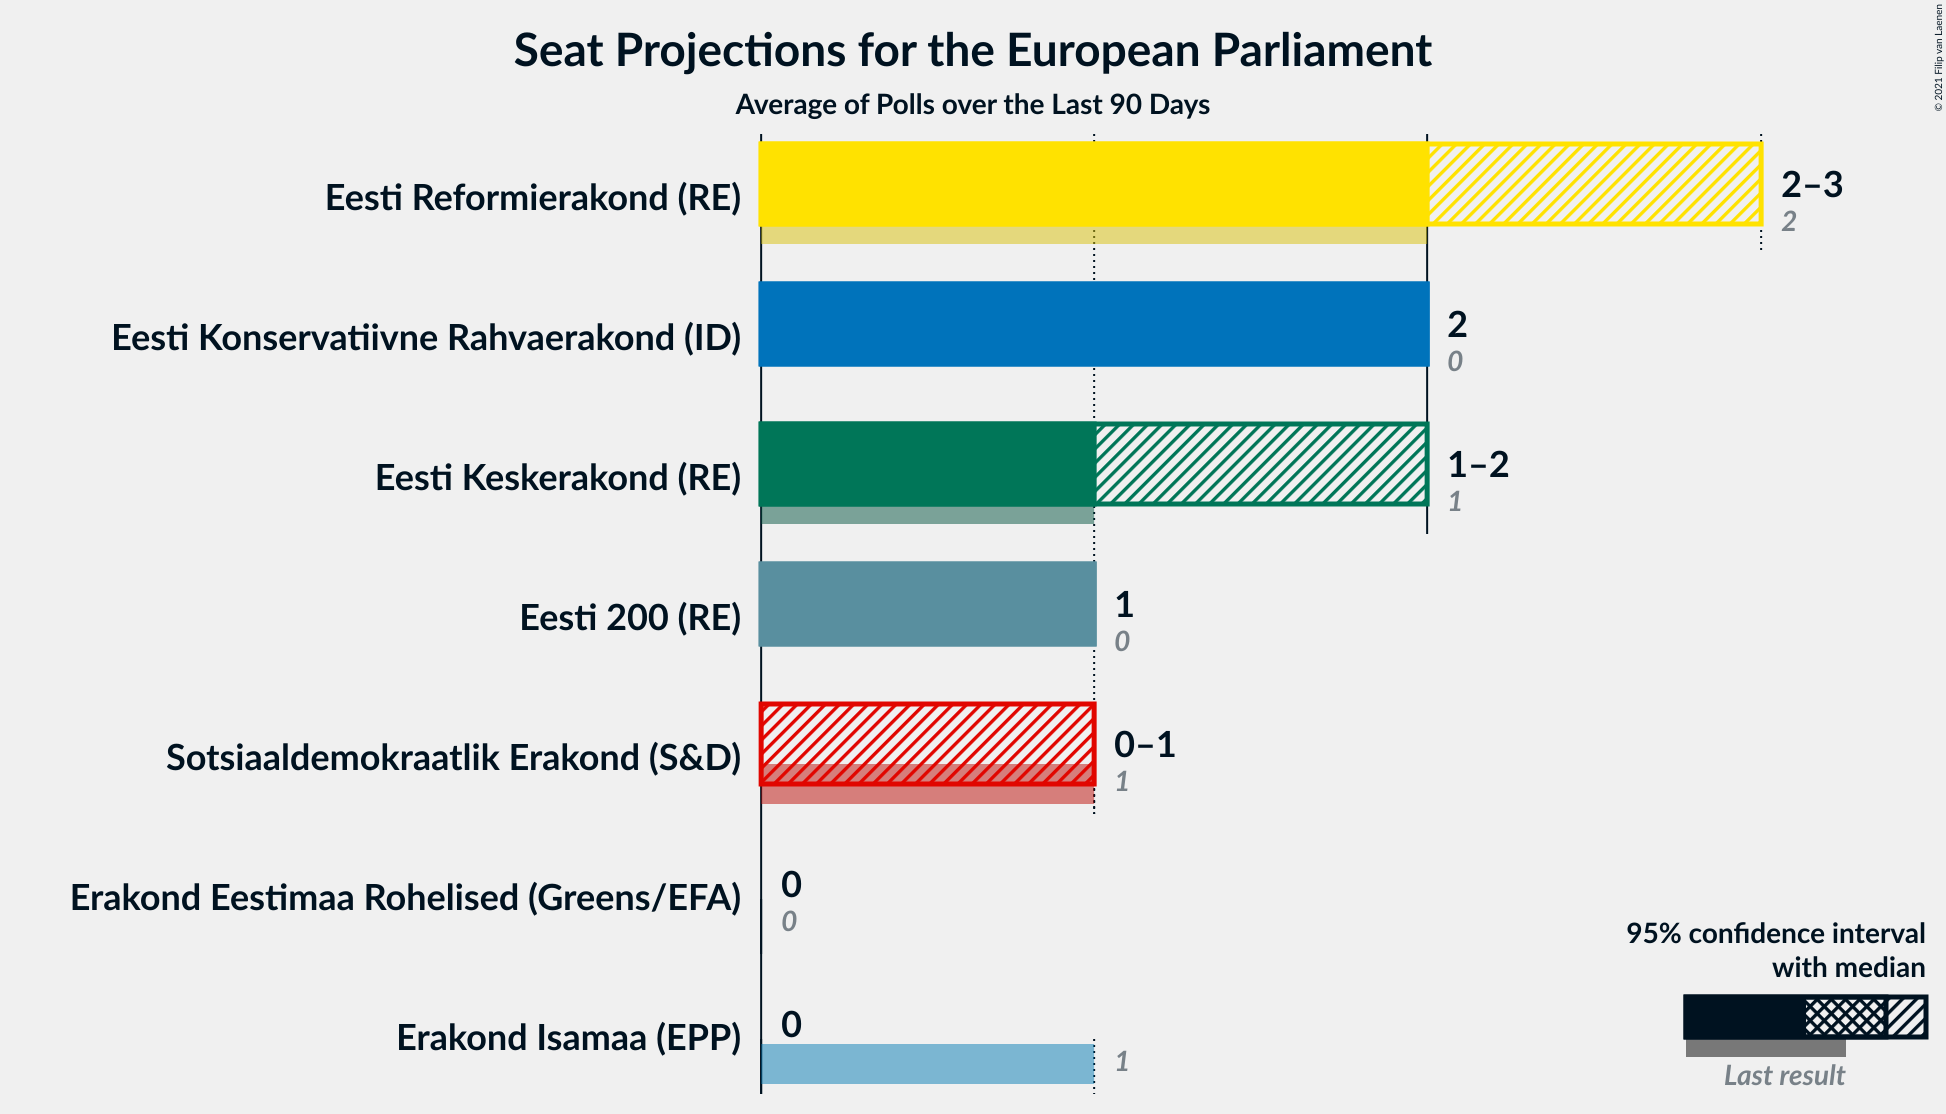 Seat Projections for the European Parliament
Average of Polls over the Last 90 Days
© 2021 Filip van Laenen
Eesti Reformierakond (RE)
2–3
2
Eesti Konservatiivne Rahvaerakond (ID)
2
0
Eesti Keskerakond (RE)
1–2
1
Eesti 200 (RE)
1
0
Sotsiaaldemokraatlik Erakond (S&D)
0–1
1
Erakond Eestimaa Rohelised (Greens/EFA)
0
0
Erakond Isamaa (EPP)
0
1
95% confidence interval
with median
Last result